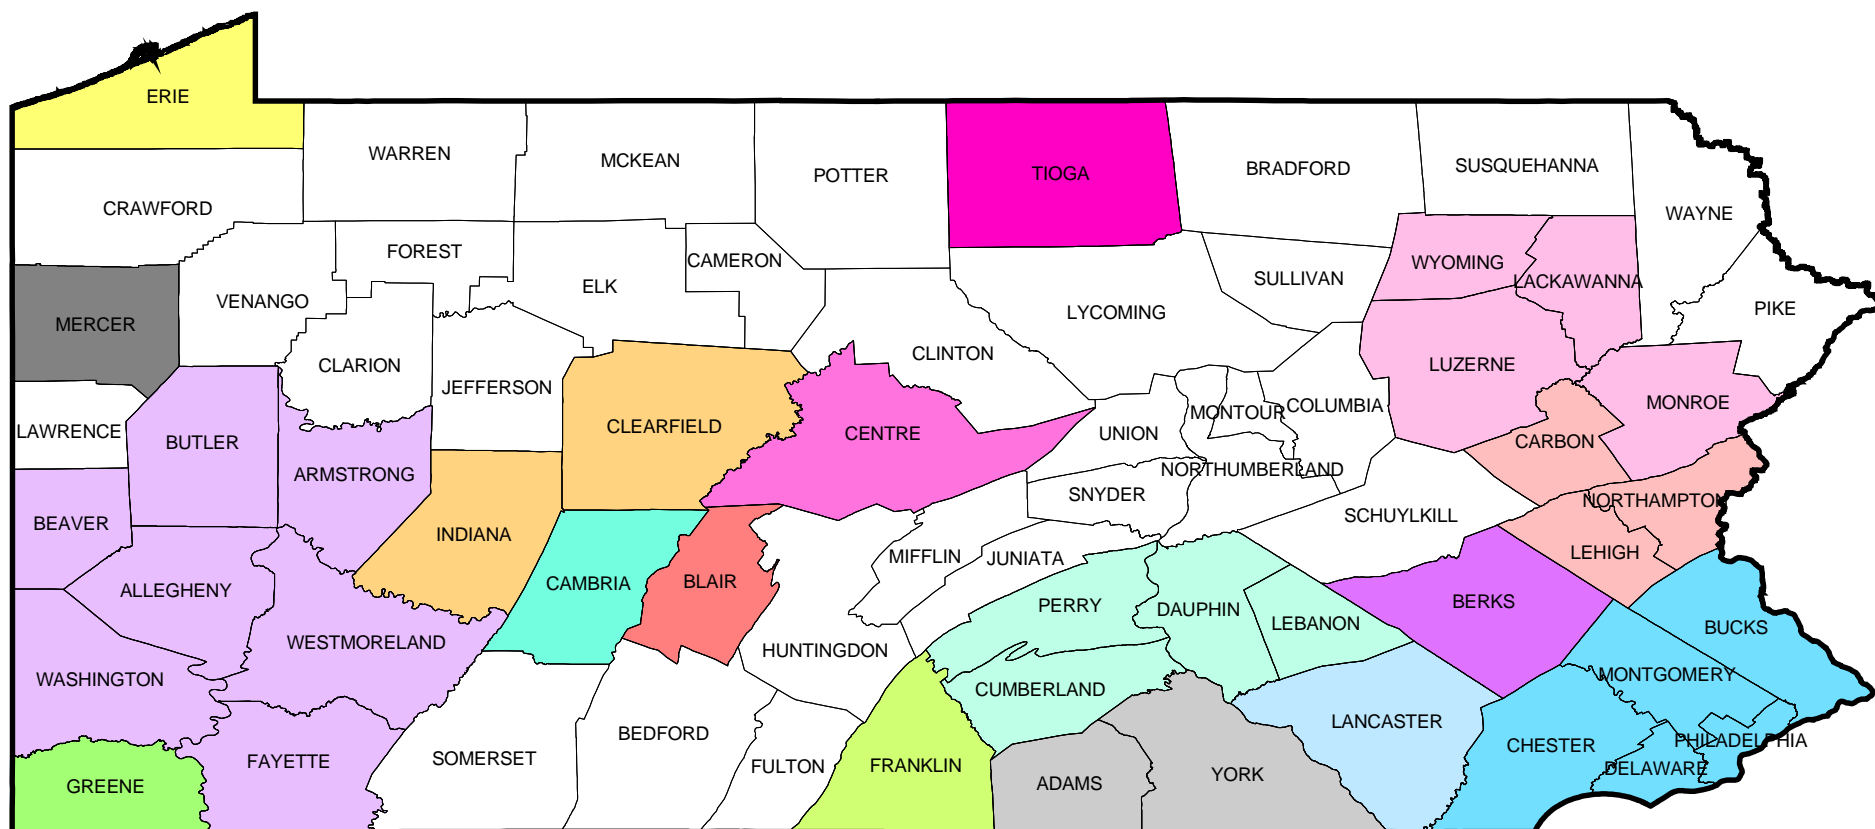 ERIE
WARREN
MCKEAN
POTTER
TIOGA
BRADFORD
SUSQUEHANNA
CRAWFORD
WAYNE
FOREST
CAMERON
WYOMING
LACKAWANNA
SULLIVAN
ELK
VENANGO
MERCER
LYCOMING
PIKE
CLARION
CLINTON
LUZERNE
JEFFERSON
MONROE
COLUMBIA
MONTOUR
LAWRENCE
BUTLER
CLEARFIELD
CENTRE
UNION
CARBON
ARMSTRONG
NORTHUMBERLAND
SNYDER
NORTHAMPTON
BEAVER
SCHUYLKILL
INDIANA
LEHIGH
MIFFLIN
JUNIATA
ALLEGHENY
CAMBRIA
BLAIR
PERRY
DAUPHIN
BERKS
LEBANON
BUCKS
WESTMORELAND
HUNTINGDON
WASHINGTON
CUMBERLAND
MONTGOMERY
LANCASTER
BEDFORD
CHESTER
PHILADELPHIA
SOMERSET
FAYETTE
FULTON
FRANKLIN
DELAWARE
YORK
ADAMS
GREENE